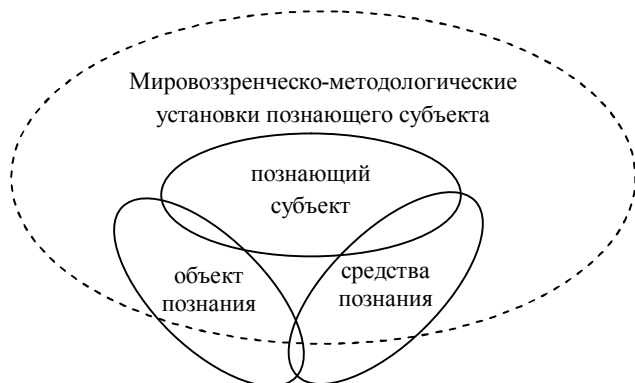 Мировоззренческо-методологические
установки познающего субъекта
познающий
субъект
объект
познания
средства
познания